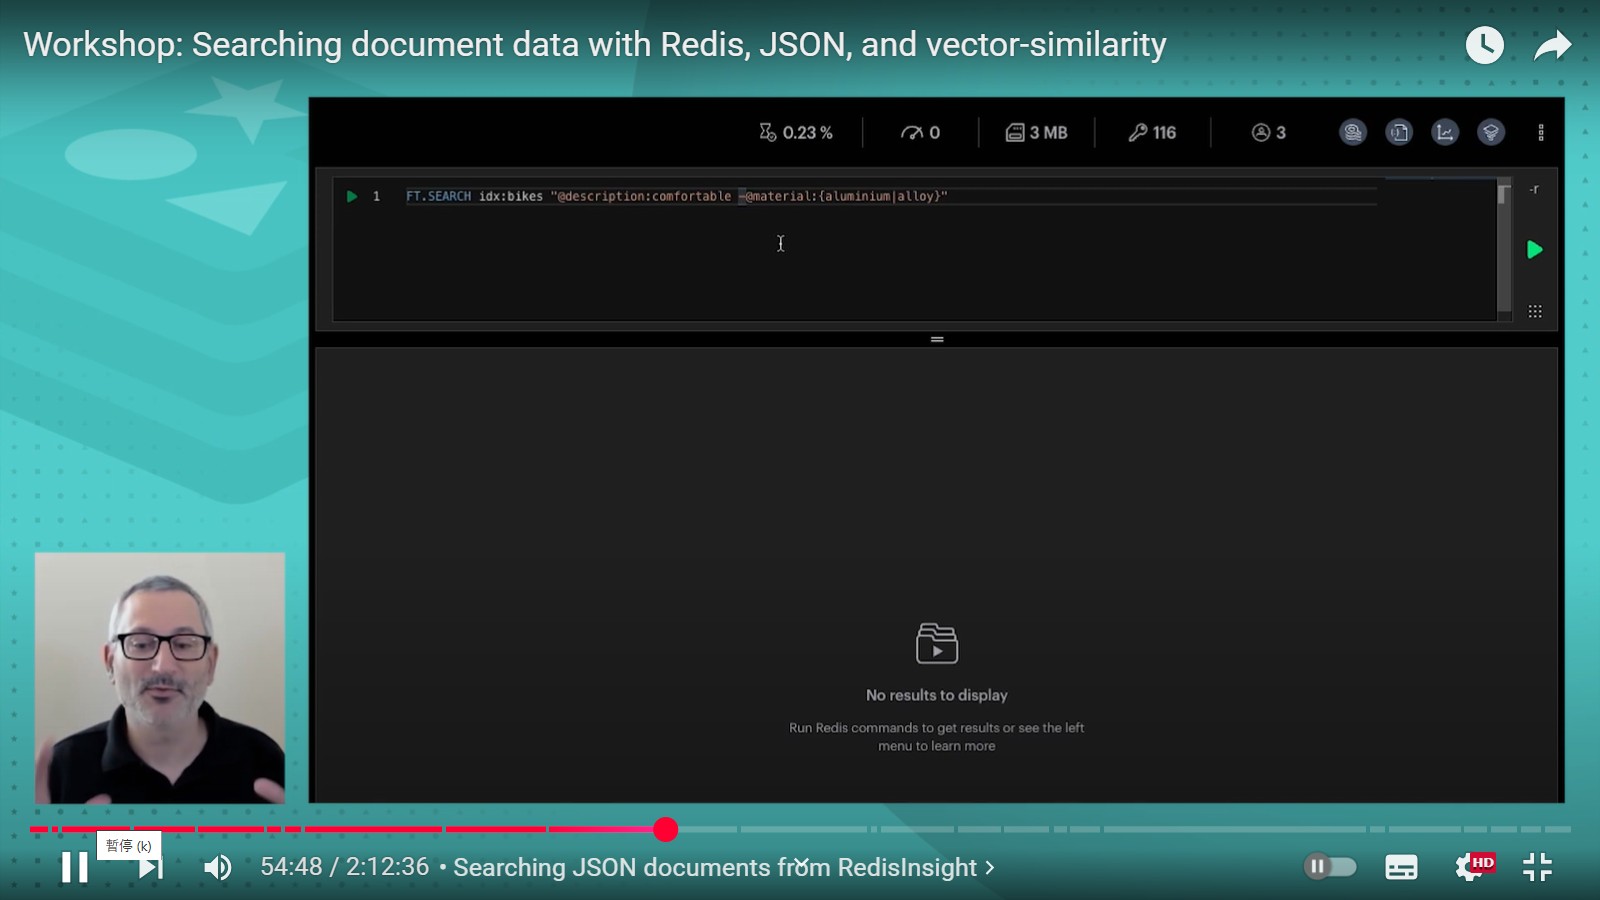 Workshop: Searching document data with Redis, JSON, and vector-similarity
0.23 %
0
3 MB
116
3
1 FT.SEARCH idx:bikes "@description:comfortable -@material:{aluminium|alloy}"
-r
No results to display
Run Redis commands to get results or see the left
menu to learn more
暫停 (k)
54:48 / 2:12:36 • Searching JSON documents from RedisInsight
HD